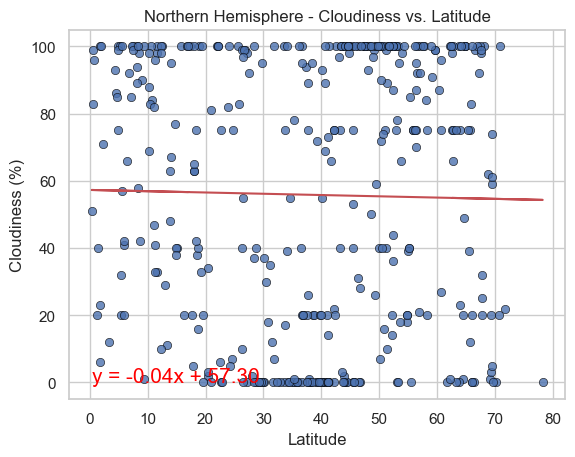 Northern Hemisphere - Cloudiness vs. Latitude
Cloudiness (%)
100
80
60
40
20
0
y = -0.04x + 57.30
0 10 20 30 40 50 60 70 80
Latitude